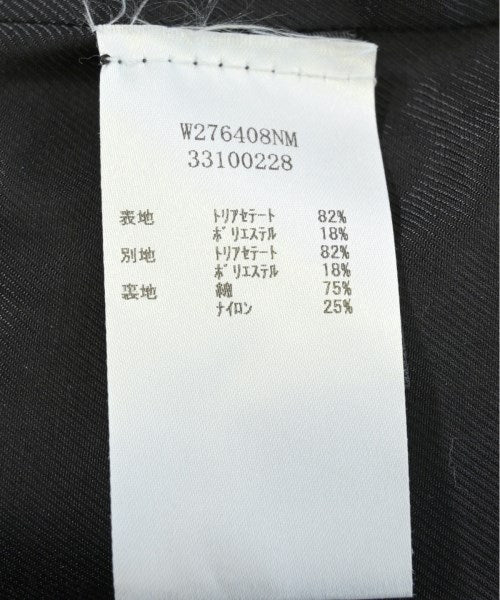 W276408NM
33100228
表地 ﾄﾘｱｾﾃｰﾄ 82%
ﾎﾟﾘｴｽﾃﾙ 18%
別地 ﾄﾘｱｾﾃｰﾄ 82%
ﾎﾟﾘｴｽﾃﾙ 18%
裏地 綿 75%
ﾅｲﾛﾝ 25%